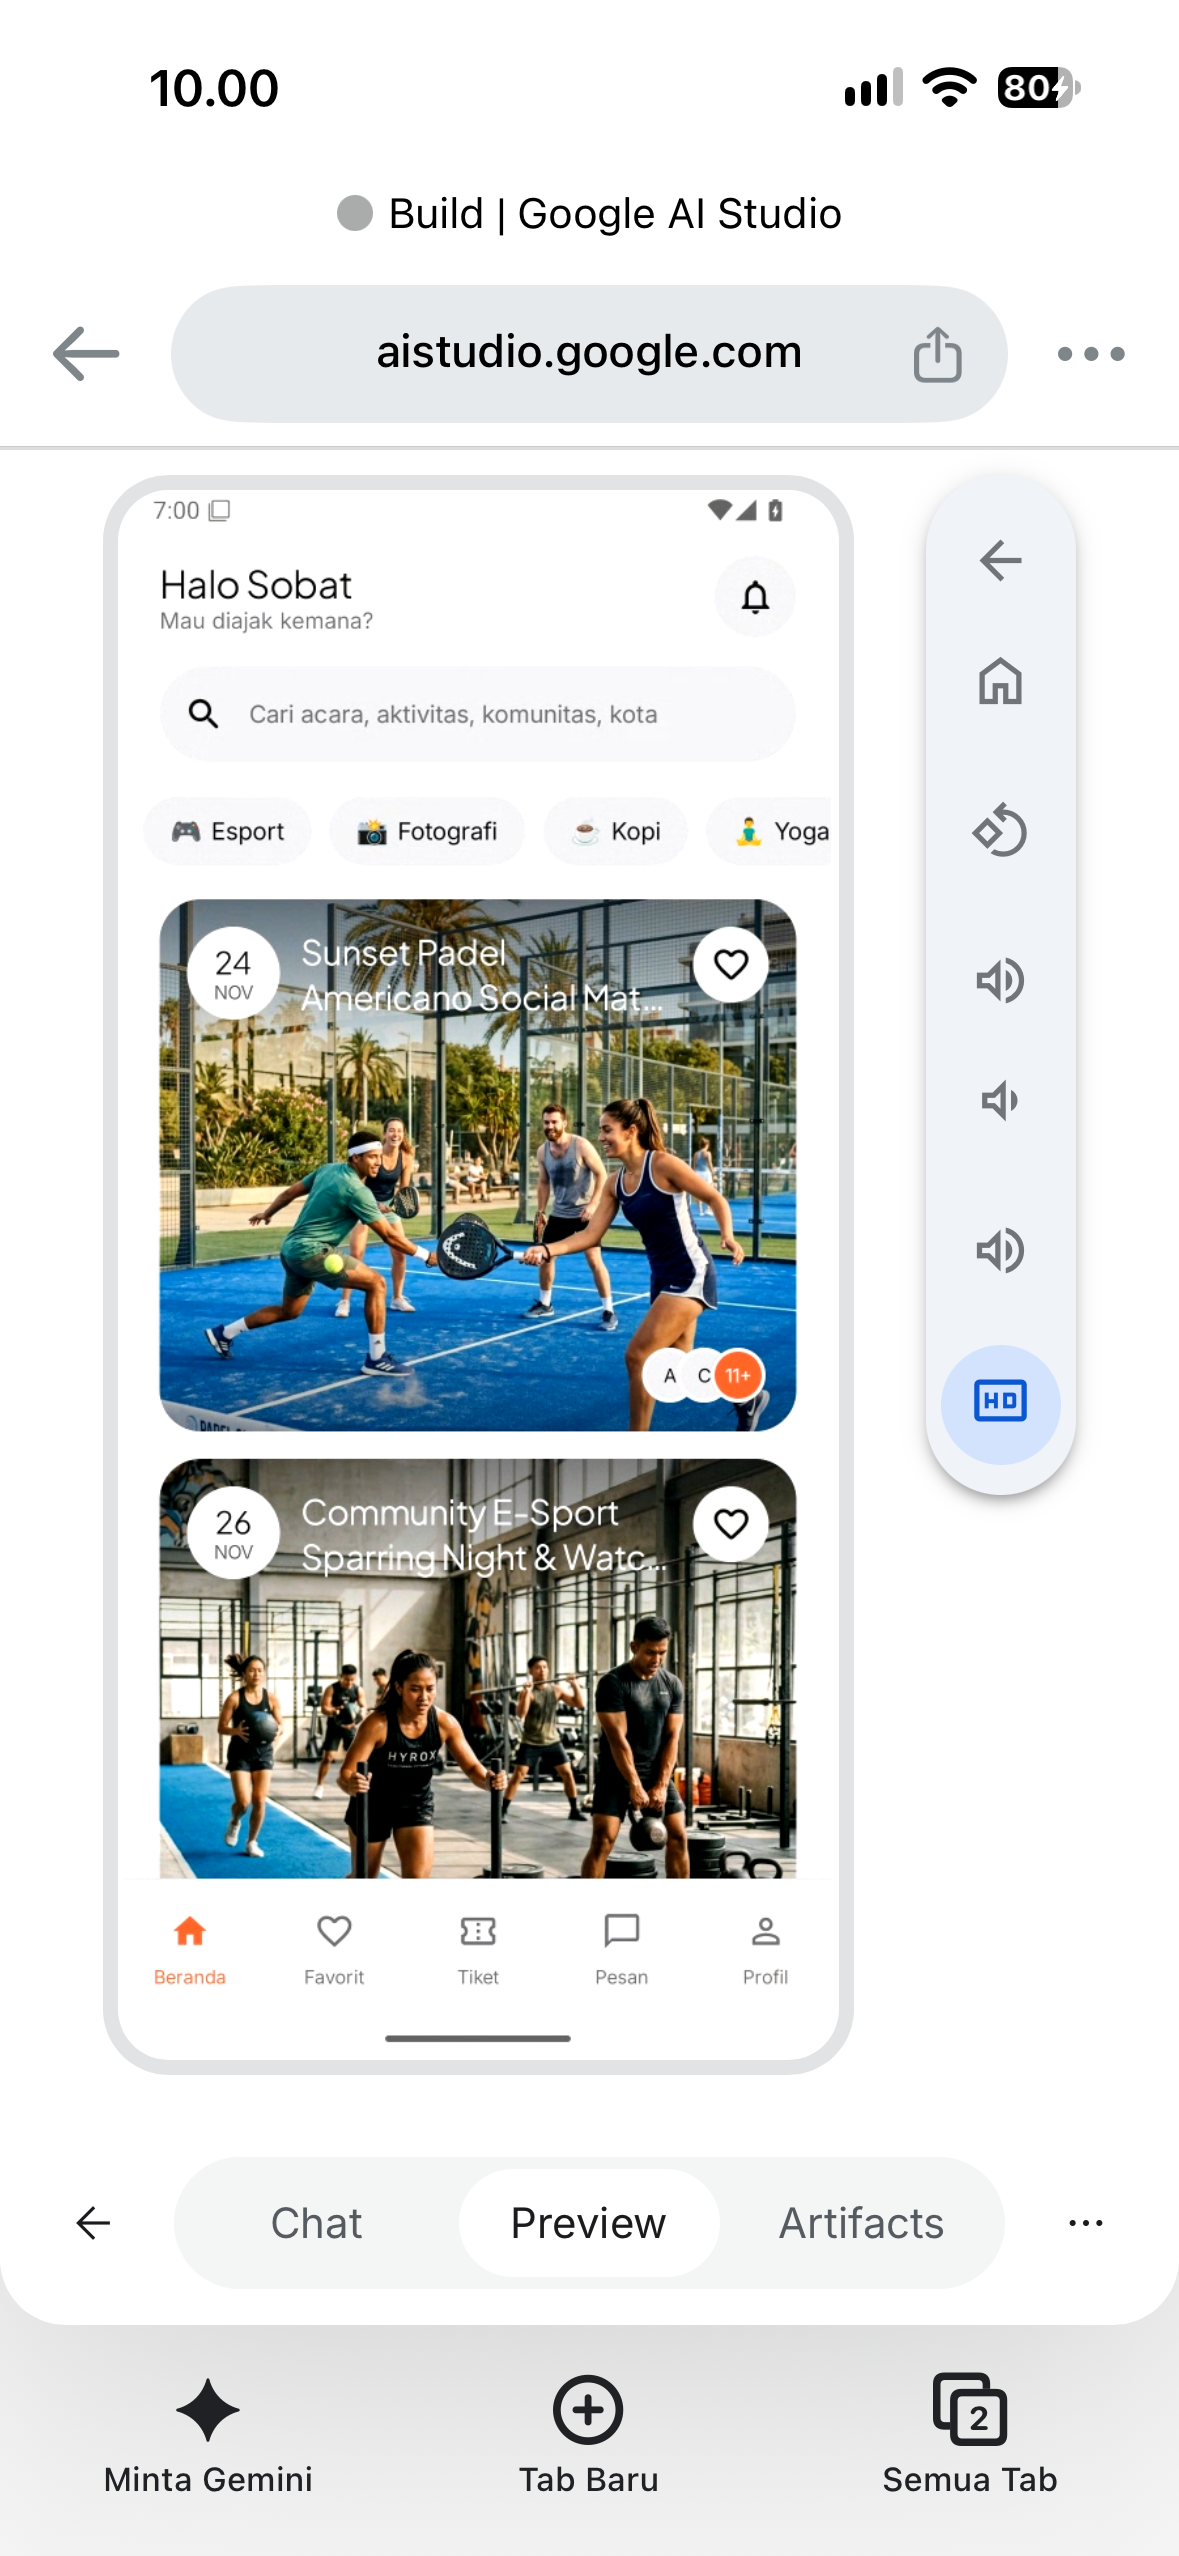 10.00
80
Build | Google AI Studio
aistudio.google.com
7:00
Halo Sobat
Mau diajak kemana?
Cari acara, aktivitas, komunitas, kota
Esport
Fotografi
Kopi
Yoga
24
NOV
Sunset Padel
Americano Social Mat...
A
C
11+
26
NOV
Community E-Sport
Sparring Night & Watc...
HYROX
Beranda
Favorit
Tiket
Pesan
Profil
HD
Chat
Preview
Artifacts
Minta Gemini
Tab Baru
2
Semua Tab